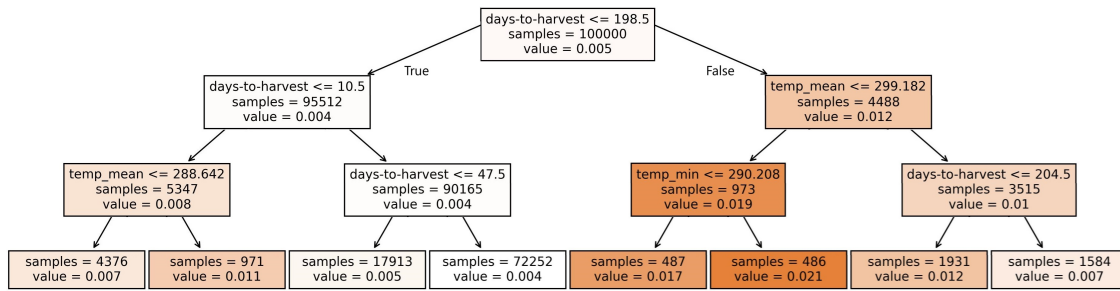 days-to-harvest <= 198.5
samples = 100000
value = 0.005
True
False
days-to-harvest <= 10.5
samples = 95512
value = 0.004
temp_mean <= 299.182
samples = 4488
value = 0.012
temp_mean <= 288.642
samples = 5347
value = 0.008
days-to-harvest <= 47.5
samples = 90165
value = 0.004
temp_min <= 290.208
samples = 973
value = 0.019
days-to-harvest <= 204.5
samples = 3515
value = 0.01
samples = 4376
value = 0.007
samples = 971
value = 0.011
samples = 17913
value = 0.005
samples = 72252
value = 0.004
samples = 487
value = 0.017
samples = 486
value = 0.021
samples = 1931
value = 0.012
samples = 1584
value = 0.007